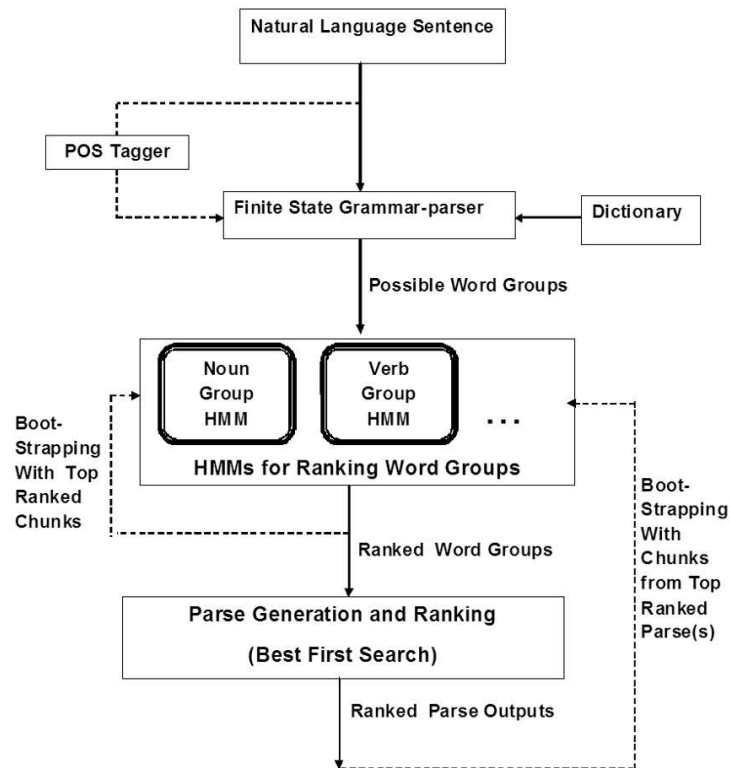 Natural Language Sentence
POS Tagger
Finite State Grammar-parser
Dictionary
Possible Word Groups
Noun
Group
HMM
Verb
Group
HMM
...
HMMs for Ranking Word Groups
Boot-
Strapping
With Top
Ranked
Chunks
Boot-
Strapping
With
Chunks
from Top
Ranked
Parse(s)
Ranked Word Groups
Parse Generation and Ranking
(Best First Search)
Ranked Parse Outputs